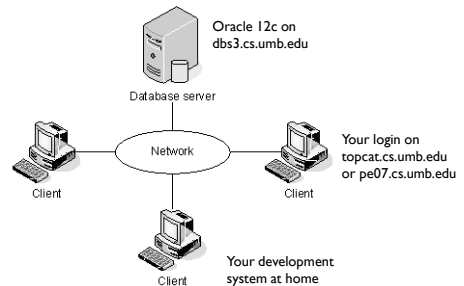 Oracle 12c on
dbs3.cs.umb.edu
Database server
Network
Client
Your login on
topcat.cs.umb.edu
or pe07.cs.umb.edu
Client
Client
Your development
system at home